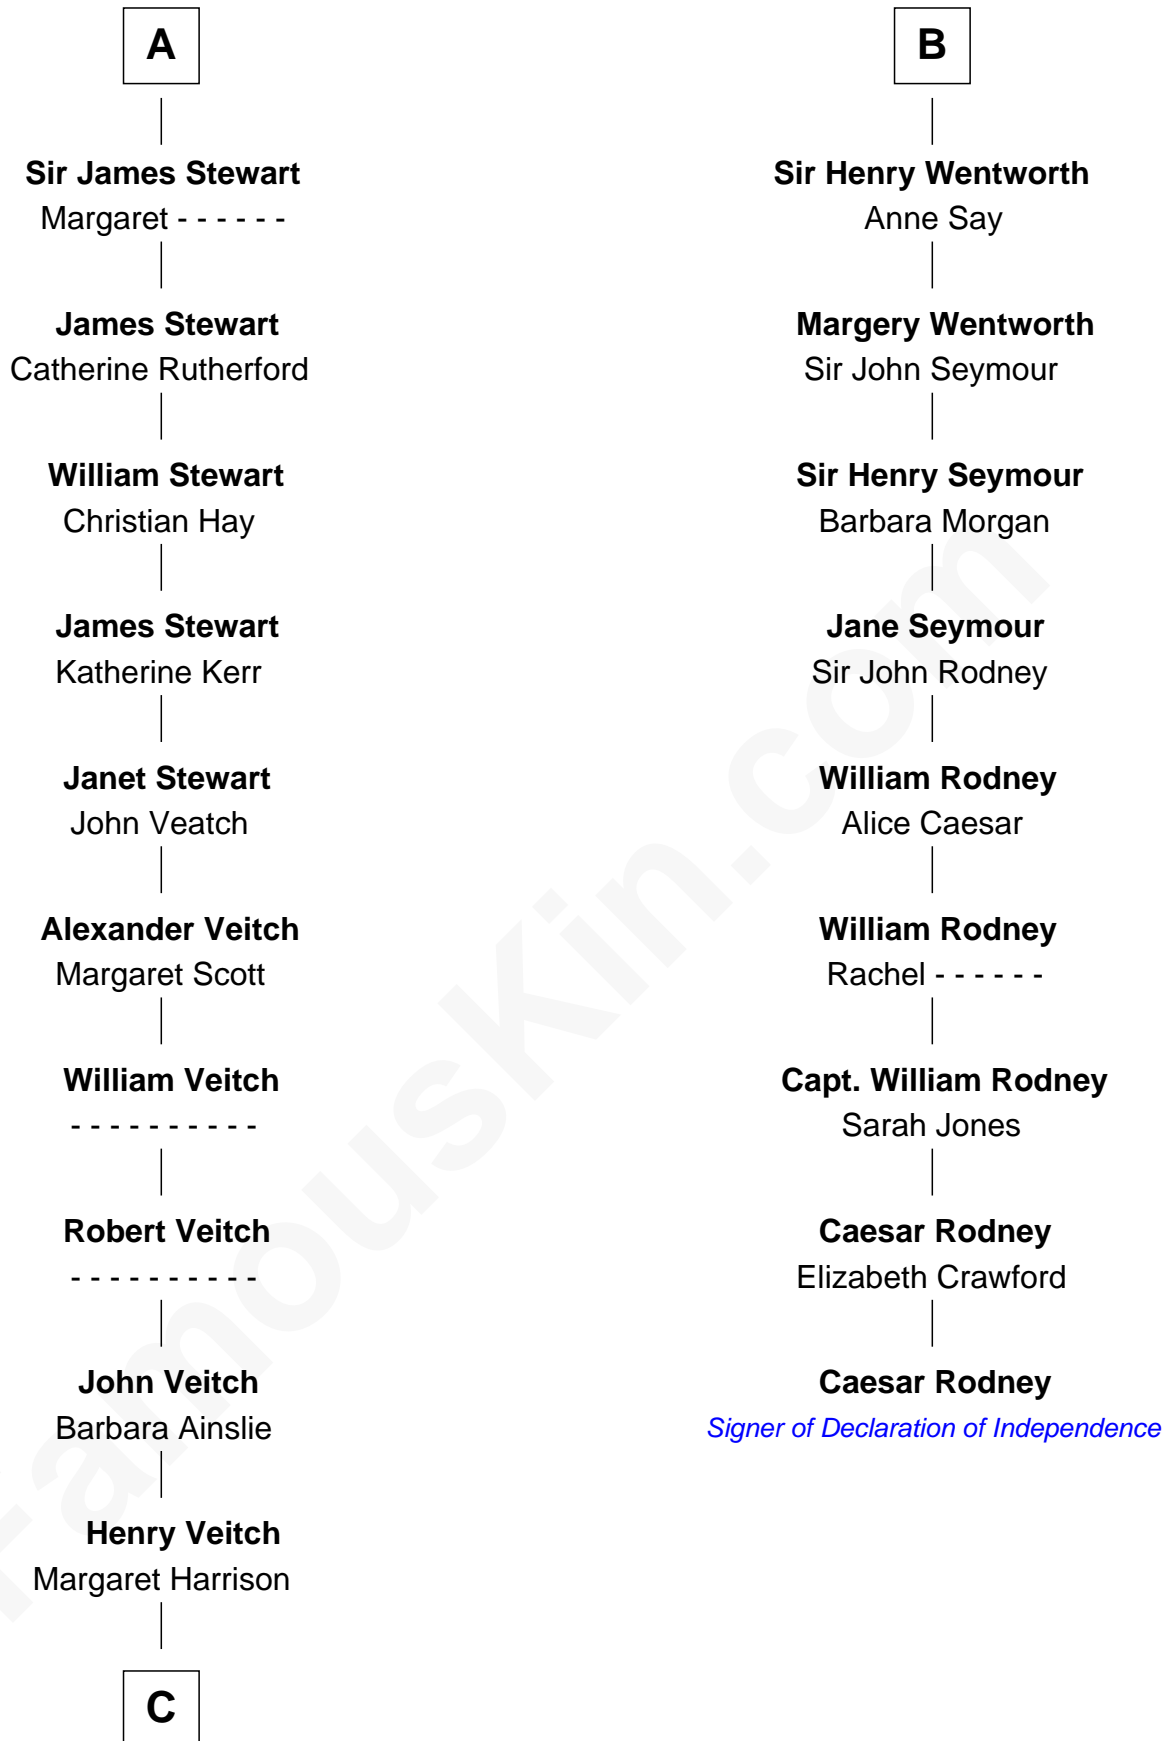 A
Sir James Stewart
Margaret - - - - - -
James Stewart
Catherine Rutherford
William Stewart
Christian Hay
James Stewart
Katherine Kerr
Janet Stewart
John Veatch
Alexander Veitch
Margaret Scott
William Veitch
- - - - - - - - - -
Robert Veitch
- - - - - - - - - -
John Veitch
Barbara Ainslie
Henry Veitch
Margaret Harrison
C
B
Sir Henry Wentworth
Anne Say
Margery Wentworth
Sir John Seymour
Sir Henry Seymour
Barbara Morgan
Jane Seymour
Sir John Rodney
William Rodney
Alice Caesar
William Rodney
Rachel - - - - - -
Capt. William Rodney
Sarah Jones
Caesar Rodney
Elizabeth Crawford
Caesar Rodney
Signer of Declaration of Independence
FamousKin.com